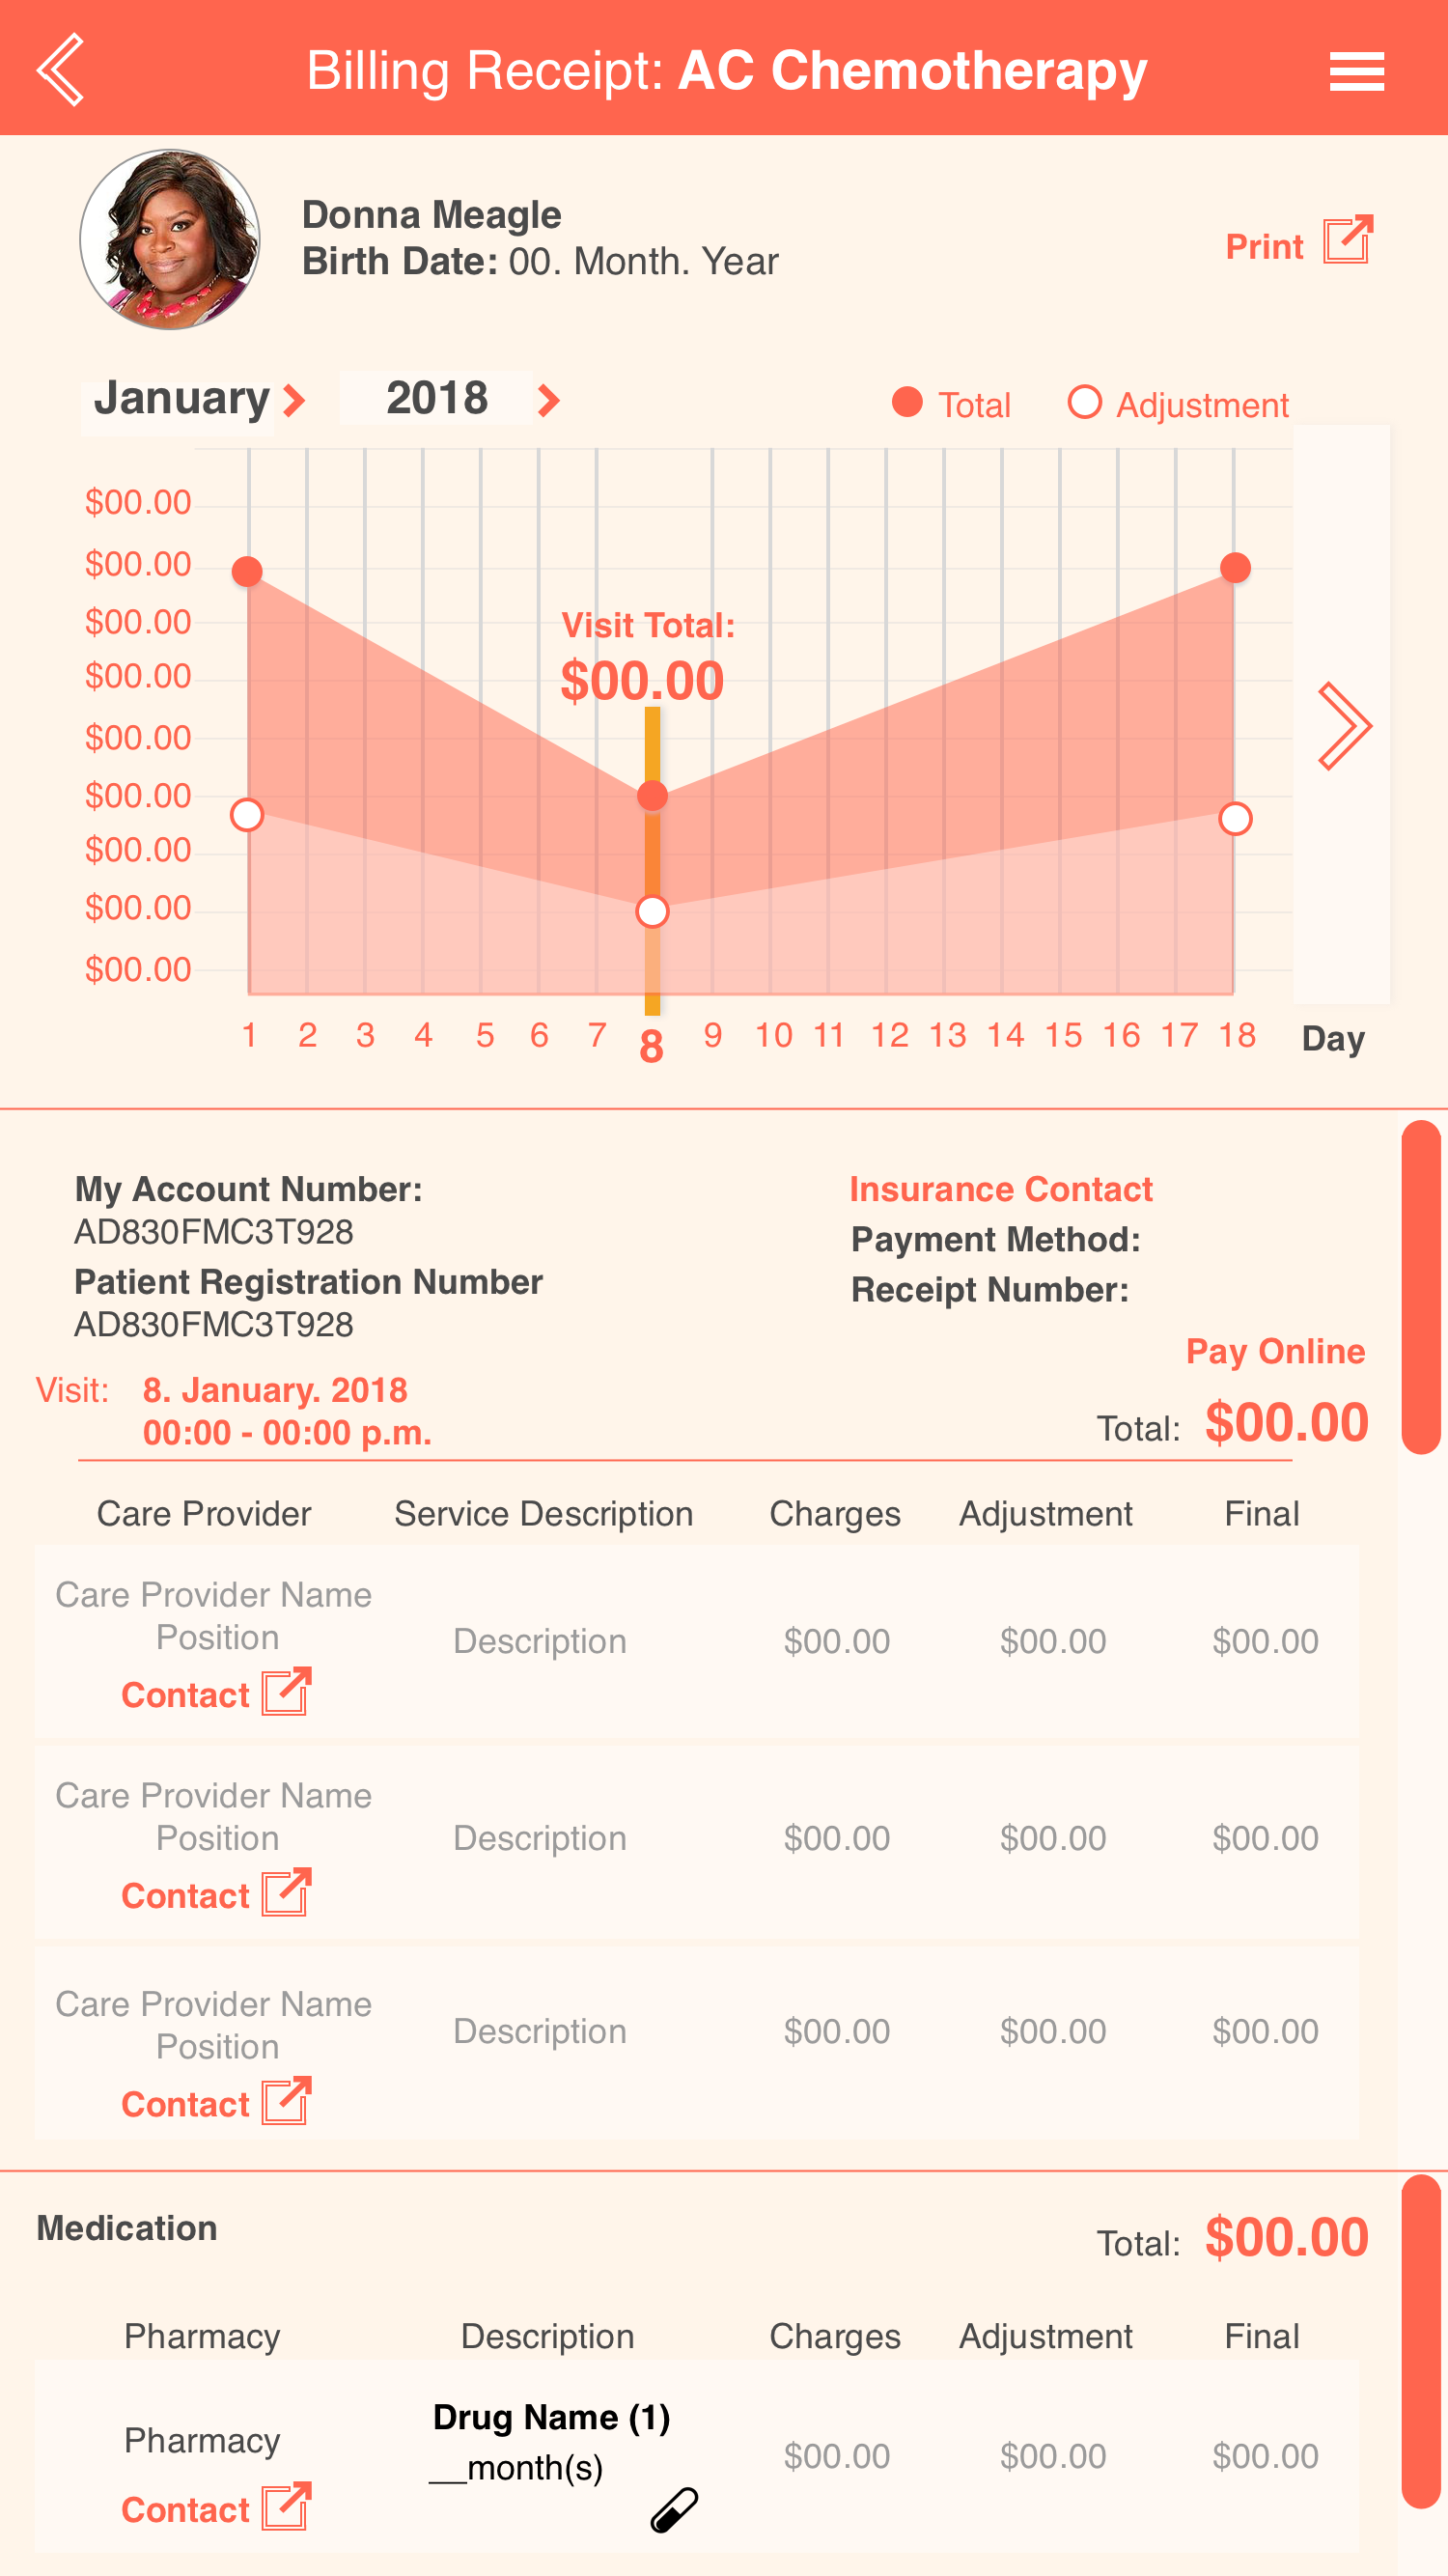 Billing Receipt: AC Chemotherapy
Donna Meagle
Birth Date: 00. Month. Year
Print
January
2018
Total
Adjustment
$00.00
$00.00
$00.00
$00.00
$00.00
$00.00
$00.00
$00.00
$00.00
Visit Total:
$00.00
1 2 3 4 5 6 7 8 9 10 11 12 13 14 15 16 17 18 Day
My Account Number:
AD830FMC3T928
Patient Registration Number
AD830FMC3T928
Insurance Contact
Payment Method:
Receipt Number:
Pay Online
Visit: 8. January. 2018
00:00 - 00:00 p.m.
Total: $00.00
Care Provider Service Description Charges Adjustment Final
Care Provider Name
Position
Description $00.00 $00.00 $00.00
Contact
Care Provider Name
Position Description $00.00 $00.00 $00.00
Contact
Care Provider Name
Position
Description $00.00 $00.00 $00.00
Contact
Medication
Total: $00.00
Pharmacy Description Charges Adjustment Final
Drug Name (1)
Pharmacy
__month(s)
$00.00 $00.00 $00.00
Contact